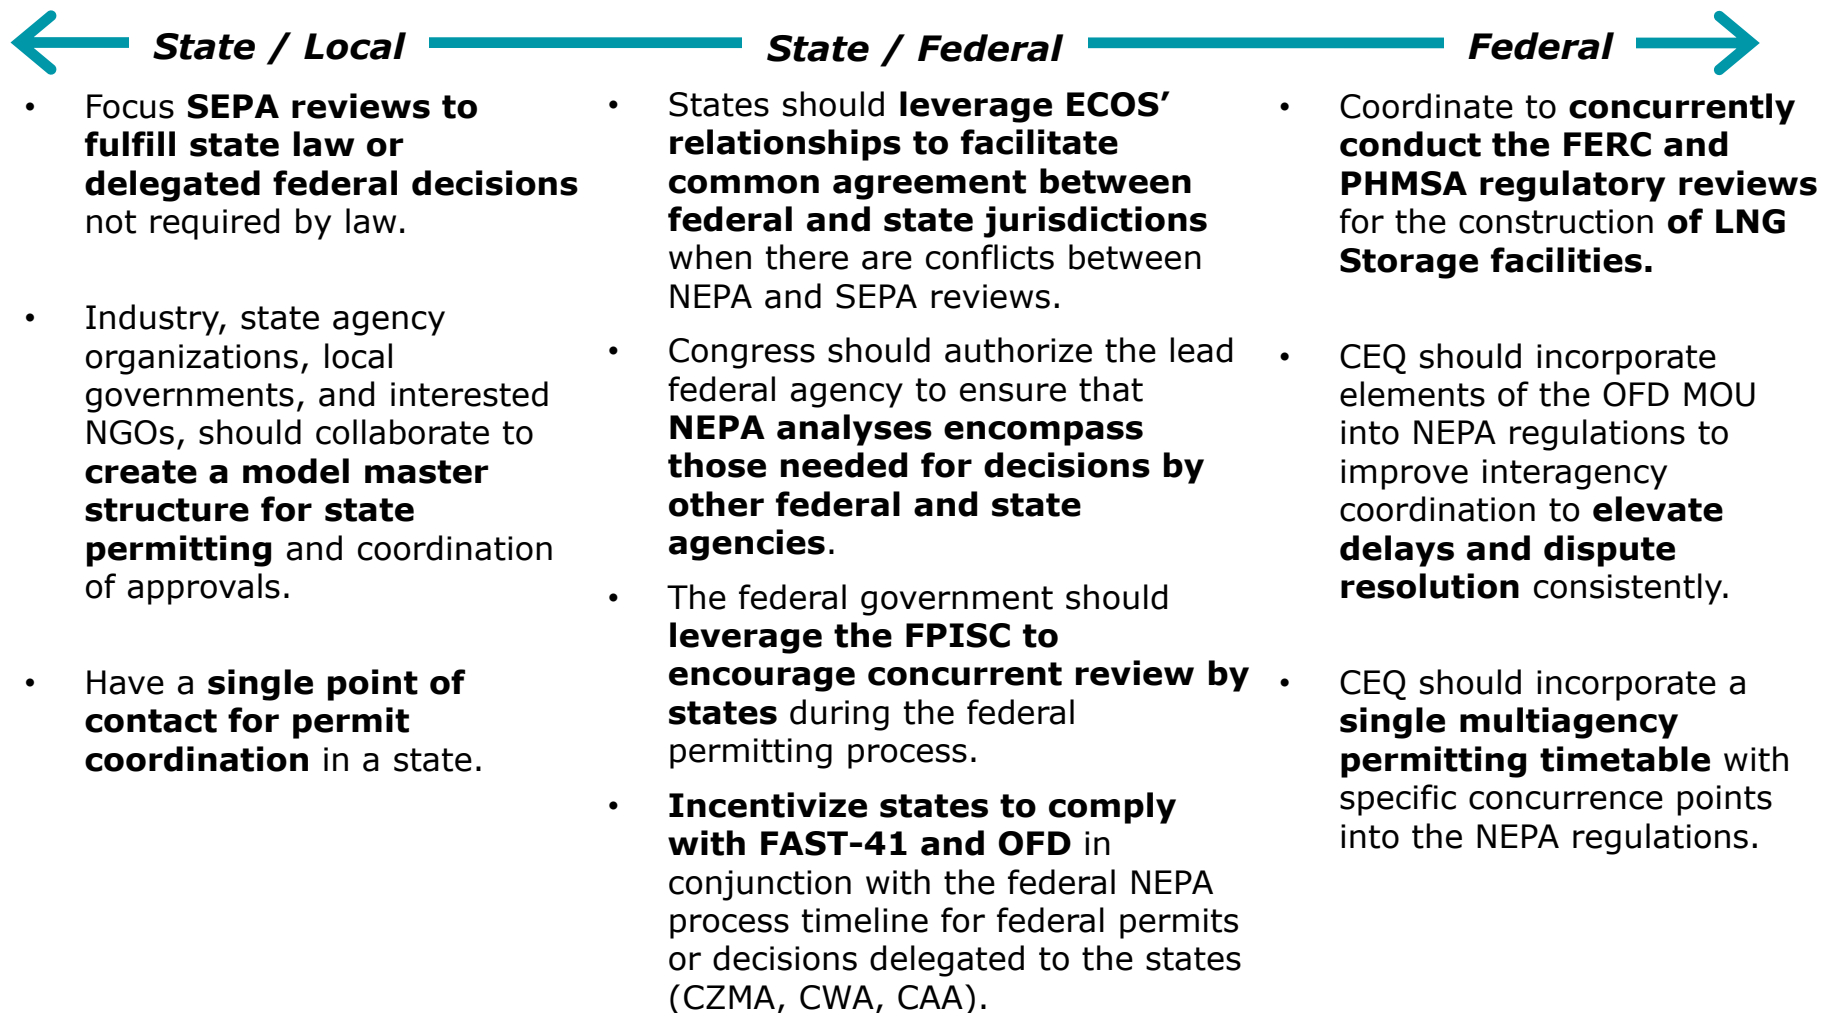 State / Local
State / Federal
Federal
• Focus SEPA reviews to
fulfill state law or
delegated federal decisions
not required by law.
• Industry, state agency
organizations, local
governments, and interested
NGOs, should collaborate to
create a model master
structure for state
permitting and coordination
of approvals.
• Have a single point of
contact for permit
coordination in a state.
• States should leverage ECOS’
relationships to facilitate
common agreement between
federal and state jurisdictions
when there are conflicts between
NEPA and SEPA reviews.
• Congress should authorize the lead
federal agency to ensure that
NEPA analyses encompass
those needed for decisions by
other federal and state
agencies.
• The federal government should
leverage the FPISC to
encourage concurrent review by
states during the federal
permitting process.
• Incentivize states to comply
with FAST-41 and OFD in
conjunction with the federal NEPA
process timeline for federal permits
or decisions delegated to the states
(CZMA, CWA, CAA).
• Coordinate to concurrently
conduct the FERC and
PHMSA regulatory reviews
for the construction of LNG
Storage facilities.
• CEQ should incorporate
elements of the OFD MOU
into NEPA regulations to
improve interagency
coordination to elevate
delays and dispute
resolution consistently.
• CEQ should incorporate a
single multiagency
permitting timetable with
specific concurrence points
into the NEPA regulations.